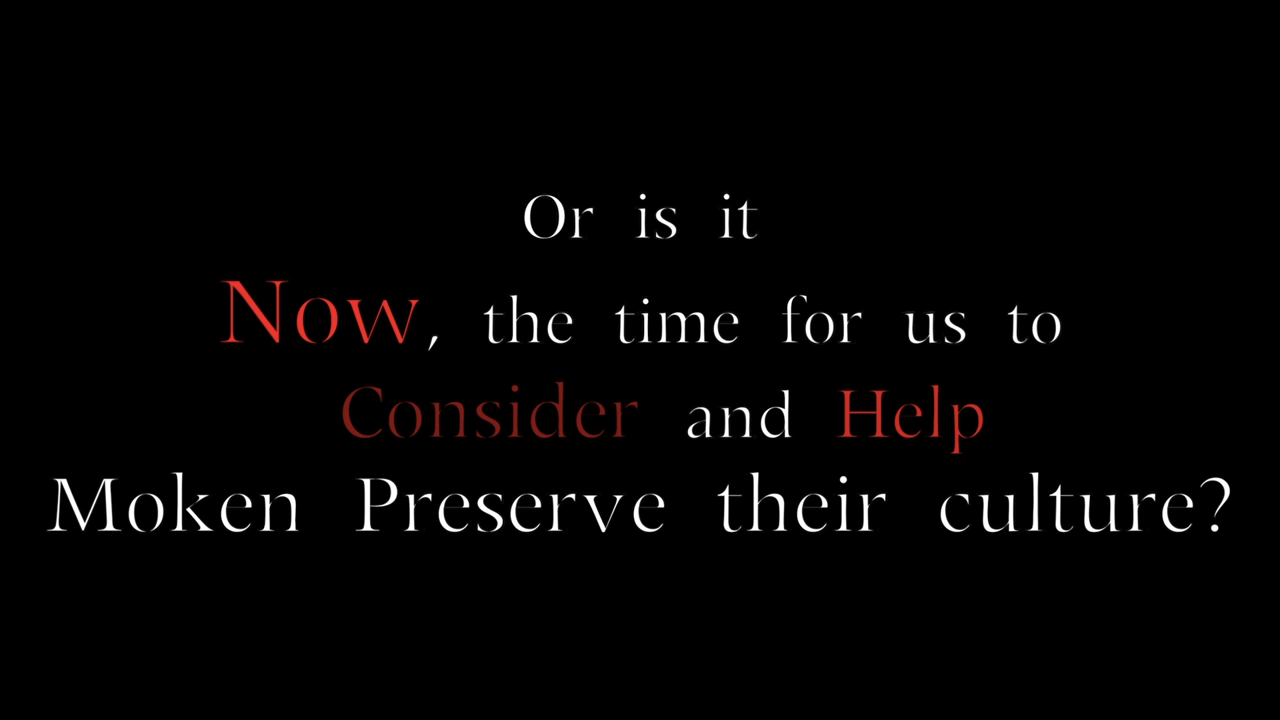 Or is it
Now, the time for us to
Consider and Help
Moken Preserve their culture?